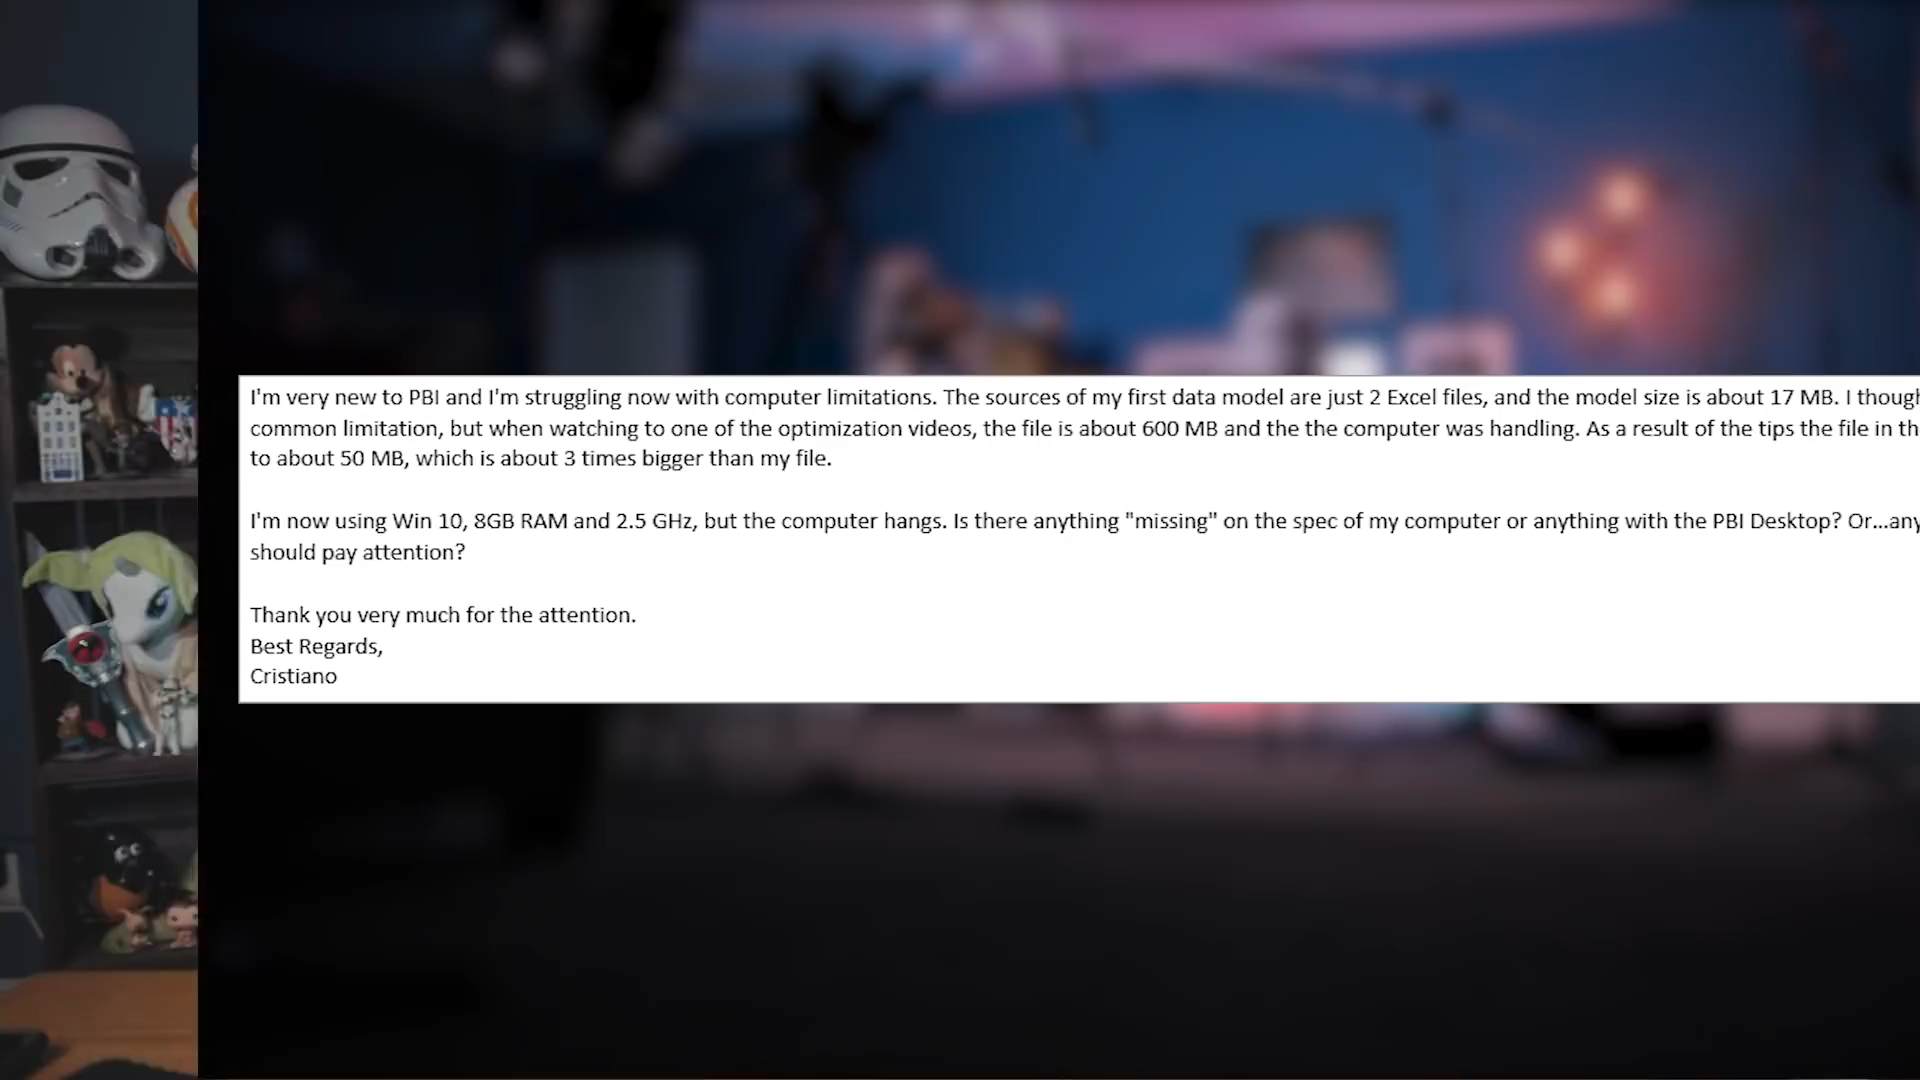 I'm very new to PBI and I'm struggling now with computer limitations. The sources of my first data model are just 2 Excel files, and the model size is about 17 MB. I
common limitation, but when watching to one of the optimization videos, the file is about 600 MB and the the computer was handling. As a result of the tips the file in
to about 50 MB, which is about 3 times bigger than my file.
I'm now using Win 10, 8GB RAM and 2.5 GHz, but the computer hangs. Is there anything "missing" on the spec of my computer or anything with the PBI Desktop? Or...
should pay attention?
Thank you very much for the attention.
Best Regards,
Cristiano